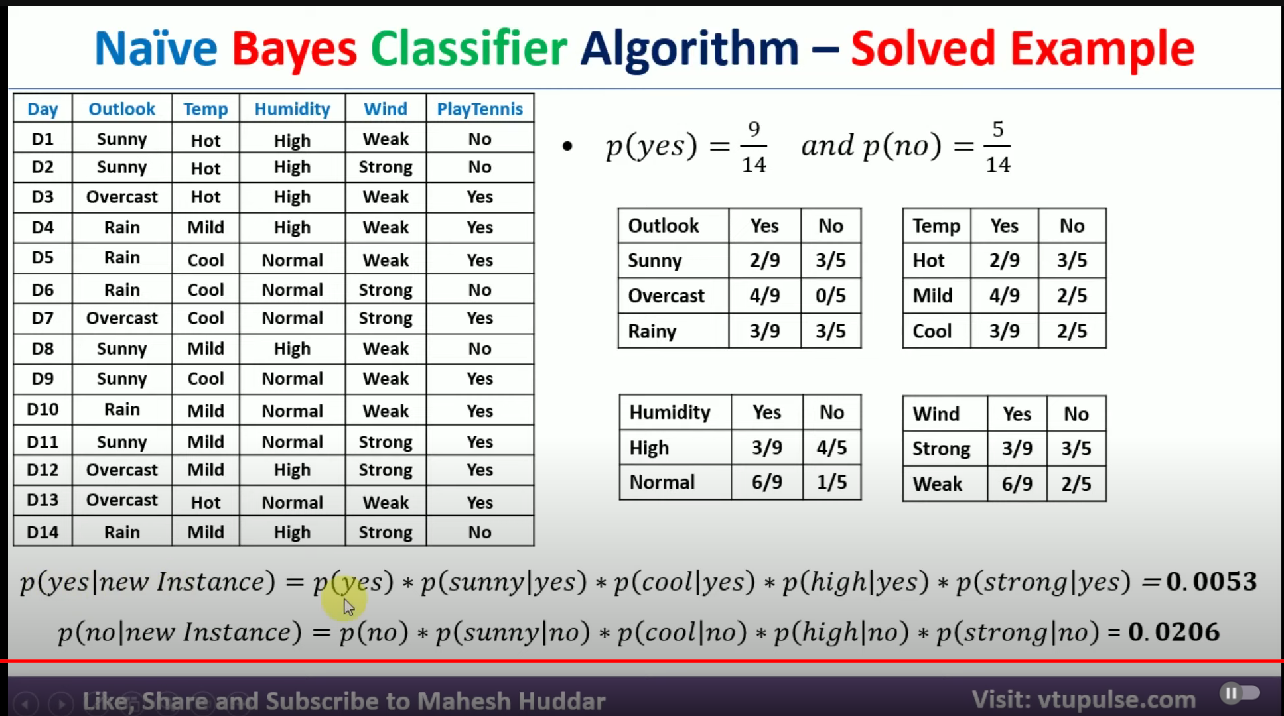 Naïve Bayes Classifier Algorithm – Solved Example
Day Outlook Temp Humidity Wind PlayTennis
D1 Sunny Hot High Weak No
D2 Sunny Hot High Strong No
D3 Overcast Hot High Weak Yes
D4 Rain Mild High Weak Yes
D5 Rain Cool Normal Weak Yes
D6 Rain Cool Normal Strong No
D7 Overcast Cool Normal Strong Yes
D8 Sunny Mild High Weak No
D9 Sunny Cool Normal Weak Yes
D10 Rain Mild Normal Weak Yes
D11 Sunny Mild Normal Strong Yes
D12 Overcast Mild High Strong Yes
D13 Overcast Hot Normal Weak Yes
D14 Rain Mild High Strong No
• p(yes) = 9/14 and p(no) = 5/14
Outlook Yes No
Sunny 2/9 3/5
Overcast 4/9 0/5
Rainy 3/9 3/5
Temp Yes No
Hot 2/9 3/5
Mild 4/9 2/5
Cool 3/9 2/5
Humidity Yes No
High 3/9 4/5
Normal 6/9 1/5
Wind Yes No
Strong 3/9 3/5
Weak 6/9 2/5
p(yes|new Instance) = p(yes) * p(sunny|yes) * p(cool|yes) * p(high|yes) * p(strong|yes) = 0.0053
p(no|new Instance) = p(no) * p(sunny|no) * p(cool|no) * p(high|no) * p(strong|no) = 0.0206
Like, Share and Subscribe to Mahesh Huddar
Visit: vtupulse.com